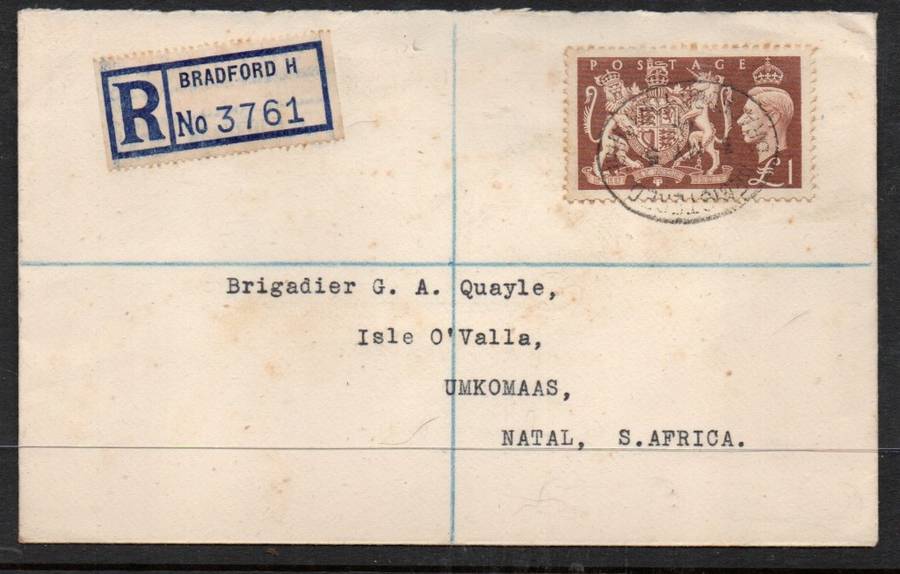 BRADFORD H
R No 3761
POSTAGE
£1
Brigadier G. A. Quayle,
Isle O'Valla,
UMKOMAAS,
NATAL, S.AFRICA.